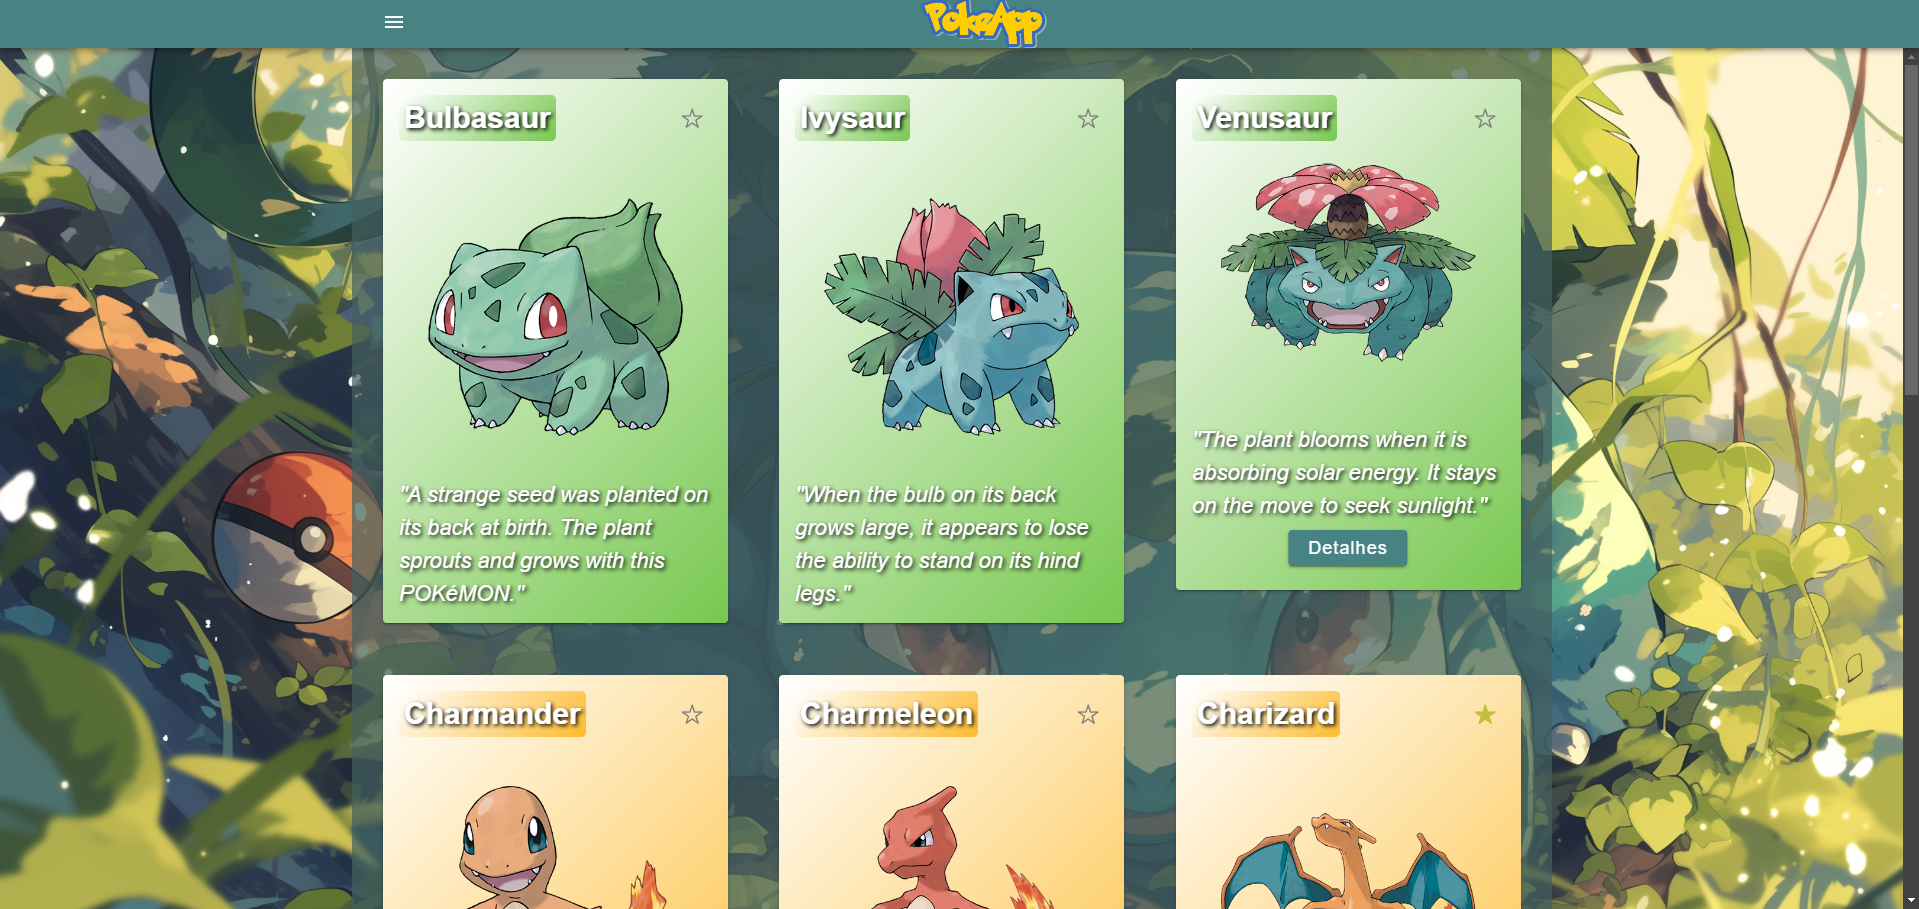 PokeApp
Bulbasaur
Ivysaur
Venusaur
"A strange seed was planted on
its back at birth. The plant
sprouts and grows with this
POKéMON."
"When the bulb on its back
grows large, it appears to lose
the ability to stand on its hind
legs."
"The plant blooms when it is
absorbing solar energy. It stays
on the move to seek sunlight."
Detalhes
Charmander
Charmeleon
Charizard